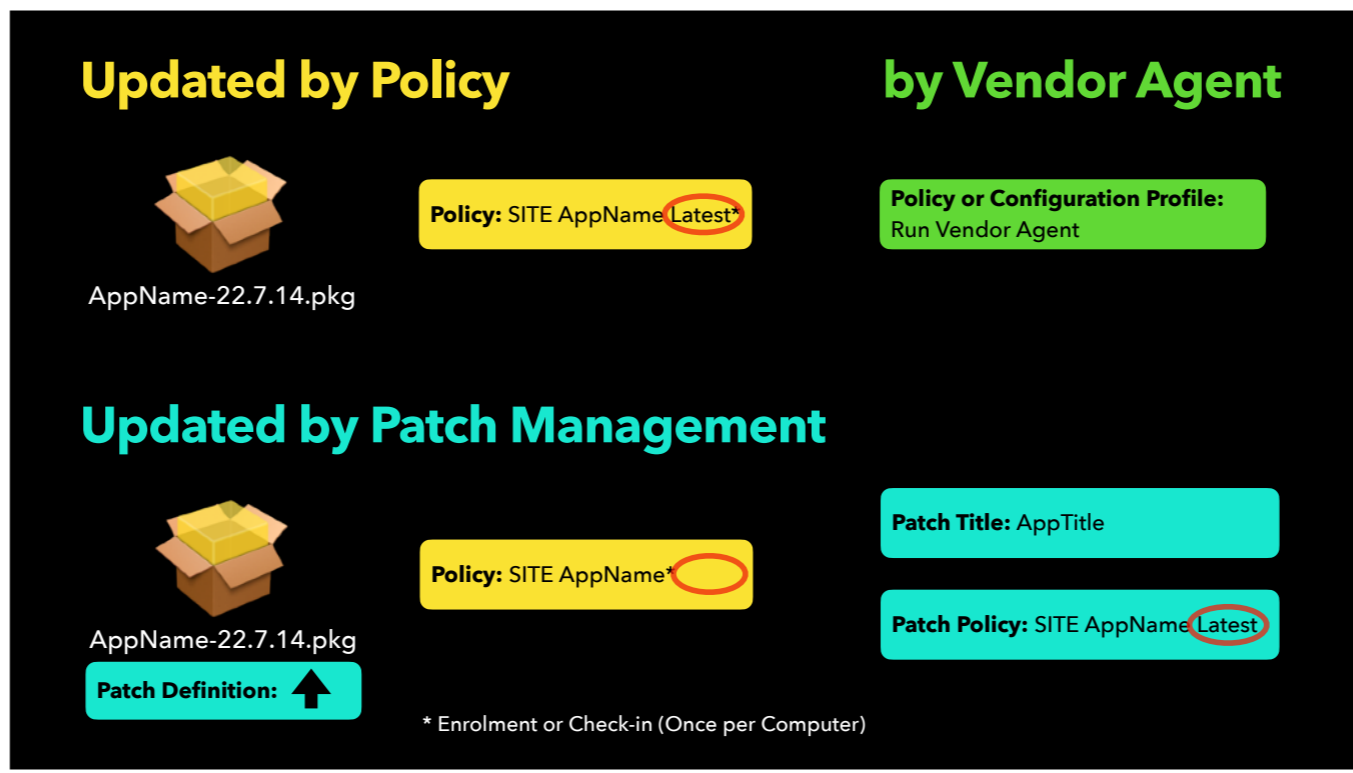 Updated by Policy
by Vendor Agent
Policy: SITE AppName Latest*
Policy or Configuration Profile:
Run Vendor Agent
AppName-22.7.14.pkg
Updated by Patch Management
Patch Title: AppTitle
Policy: SITE AppName*
Patch Policy: SITE AppName Latest
AppName-22.7.14.pkg
Patch Definition:
* Enrolment or Check-in (Once per Computer)